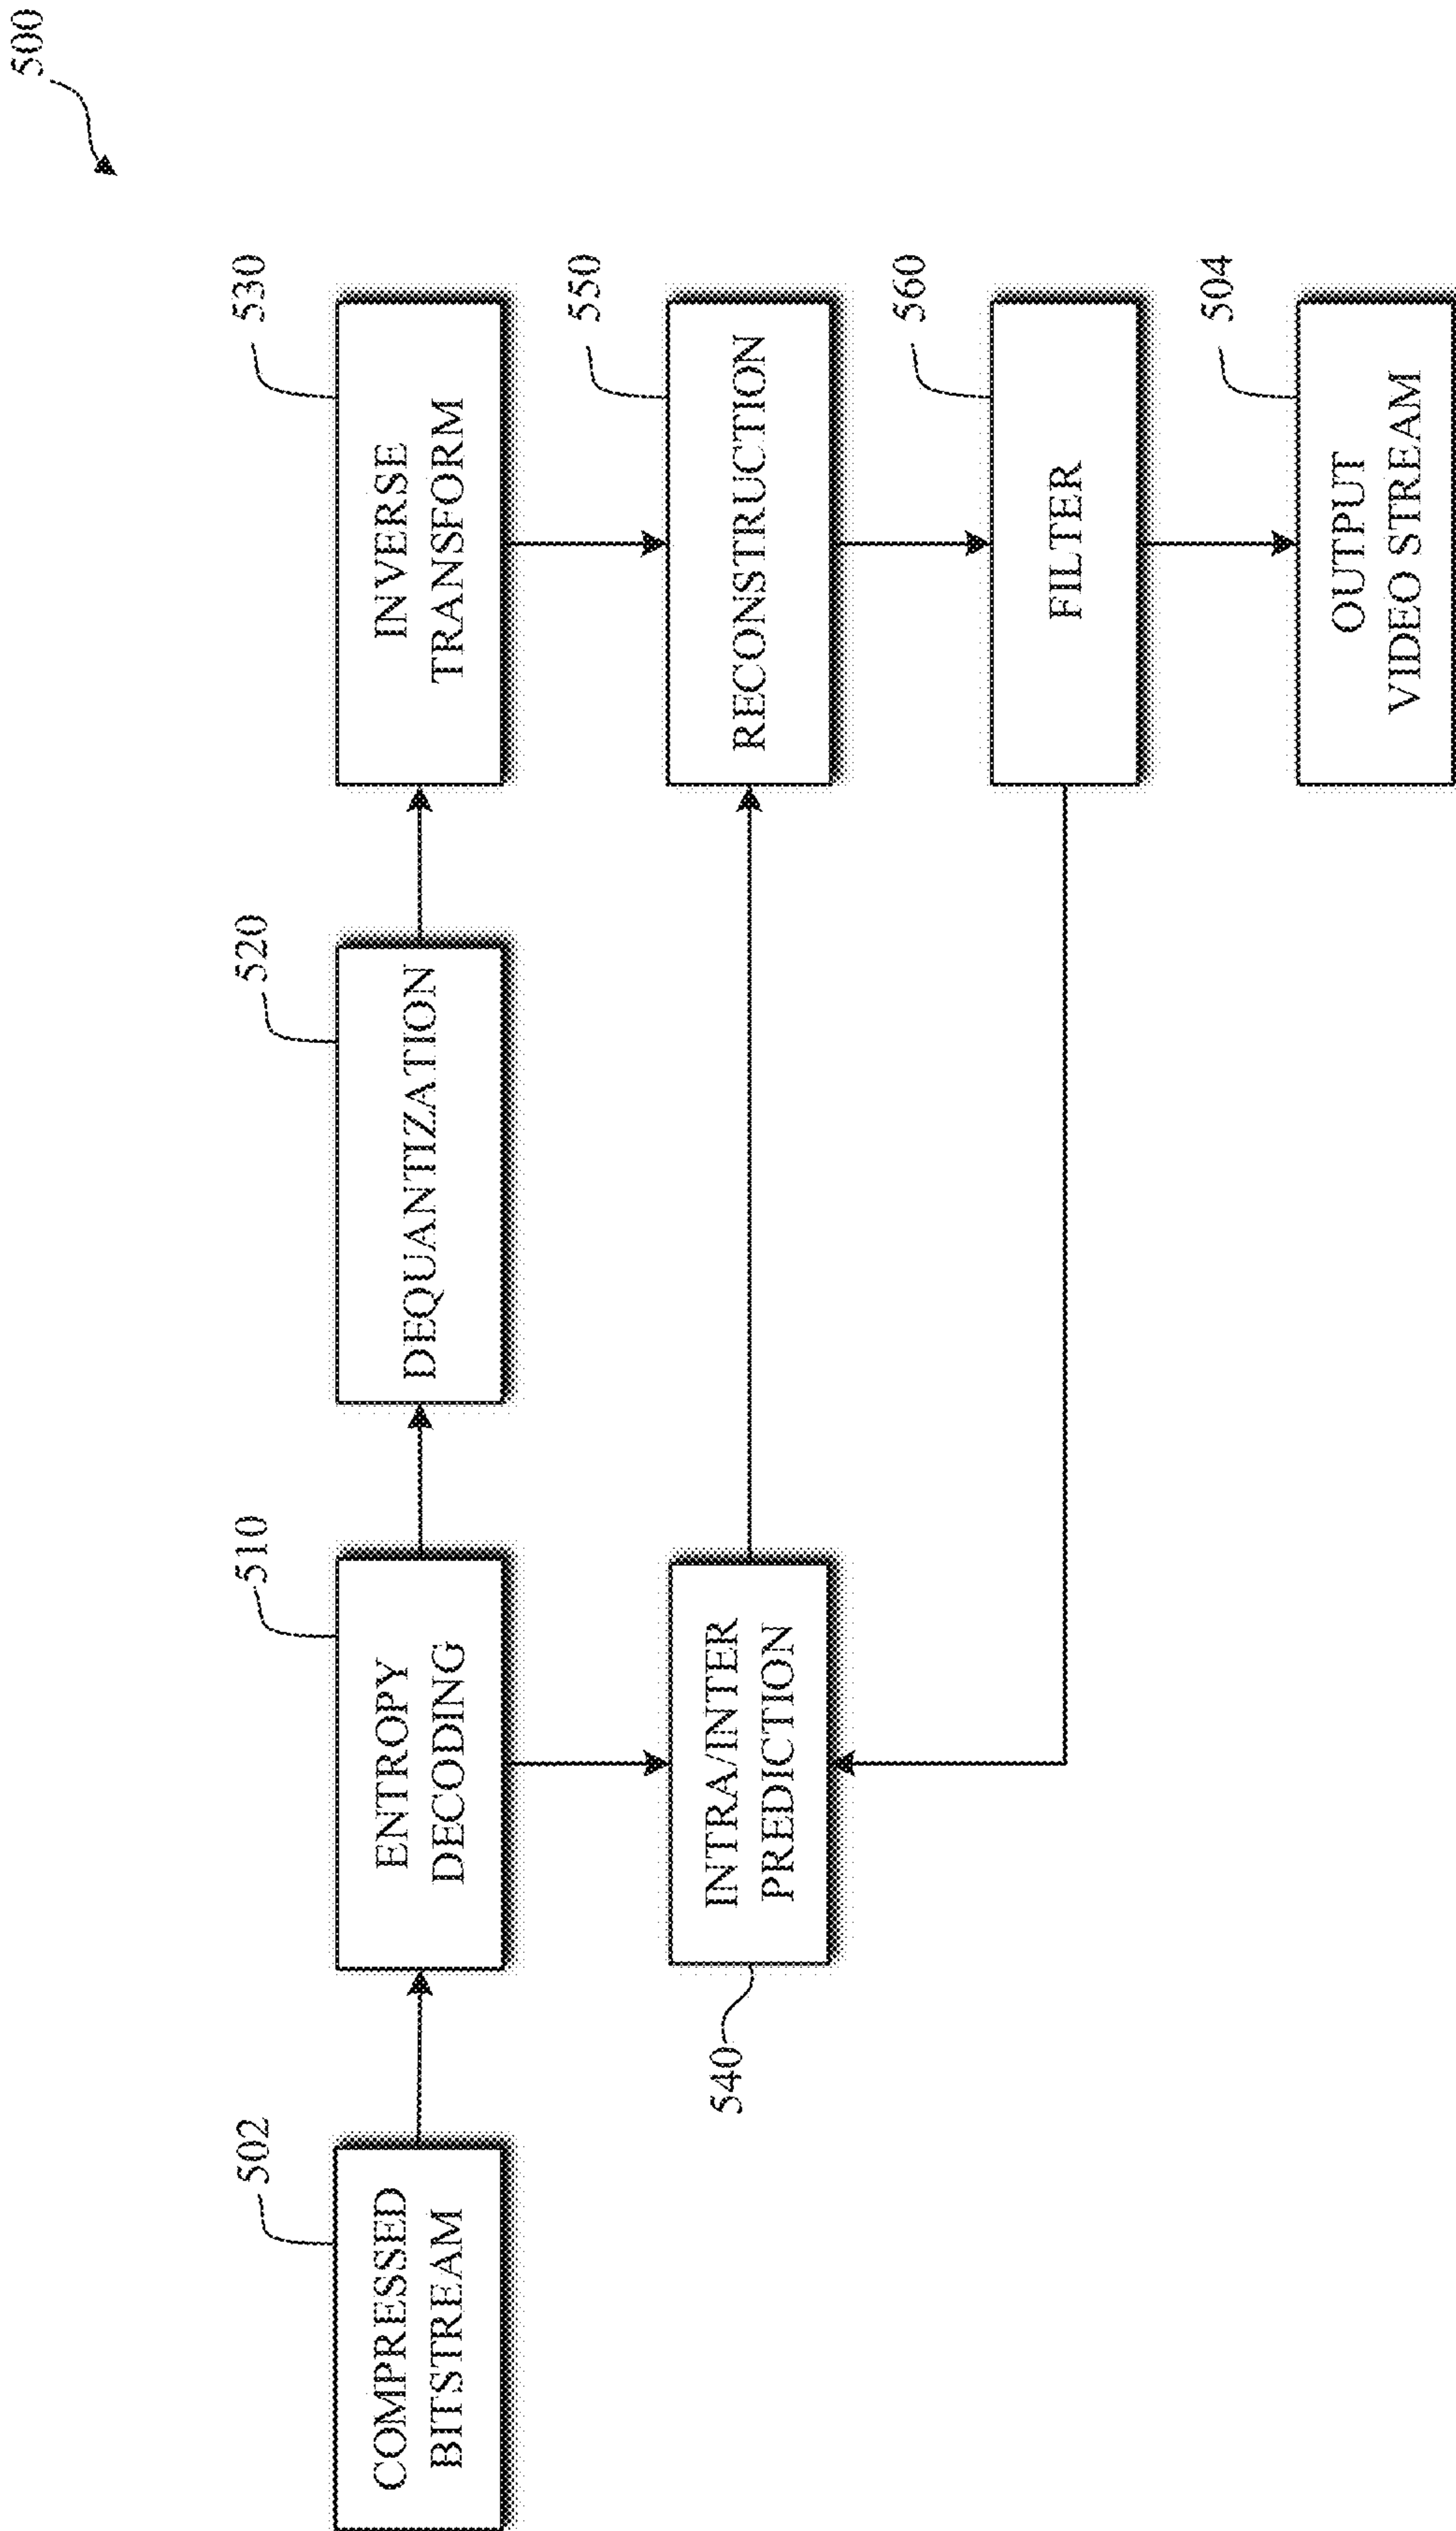 500
502
COMPRESSED
BITSTREAM
510
ENTROPY
DECODING
520
DEQUANTIZATION
530
INVERSE
TRANSFORM
540
INTRA/INTER
PREDICTION
550
RECONSTRUCTION
560
FILTER
504
OUTPUT
VIDEO STREAM